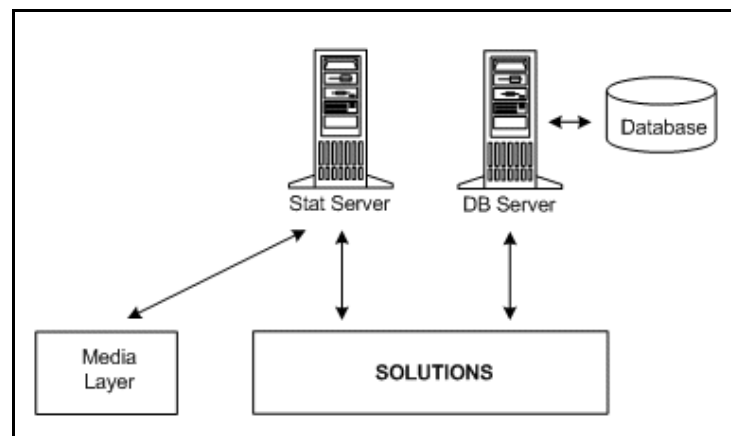 Database
Stat Server
DB Server
Media
Layer
SOLUTIONS